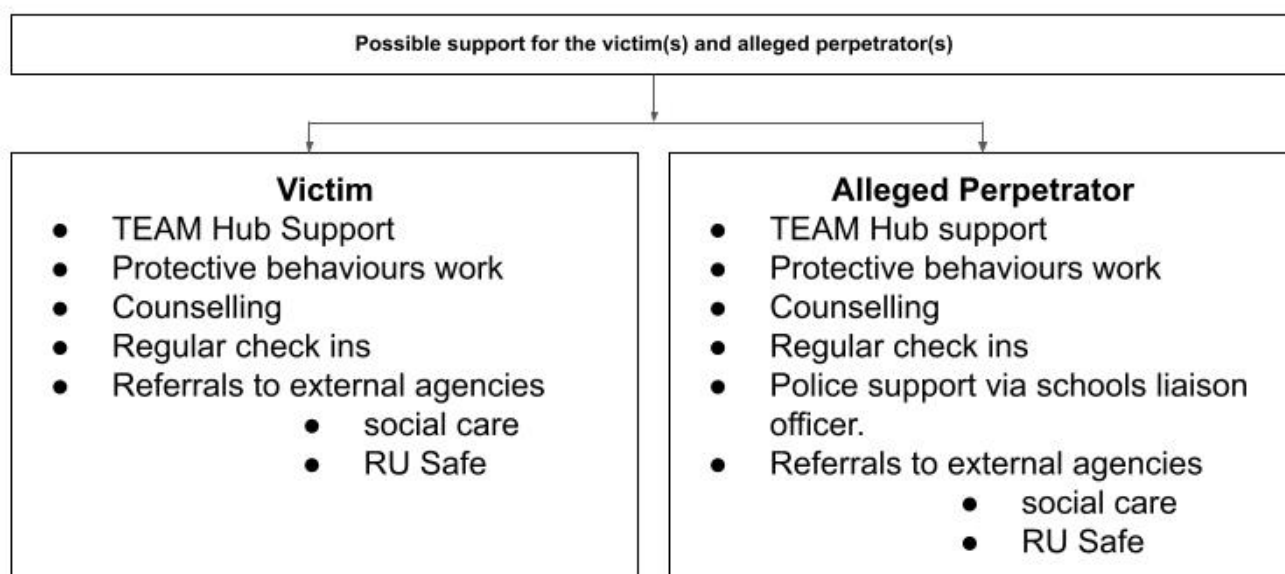 Possible support for the victim(s) and alleged perpetrator(s)
Victim
● TEAM Hub Support
● Protective behaviours work
● Counselling
● Regular check ins
● Referrals to external agencies
● social care
● RU Safe
Alleged Perpetrator
● TEAM Hub support
● Protective behaviours work
● Counselling
● Regular check ins
● Police support via schools liaison
officer.
● Referrals to external agencies
● social care
● RU Safe